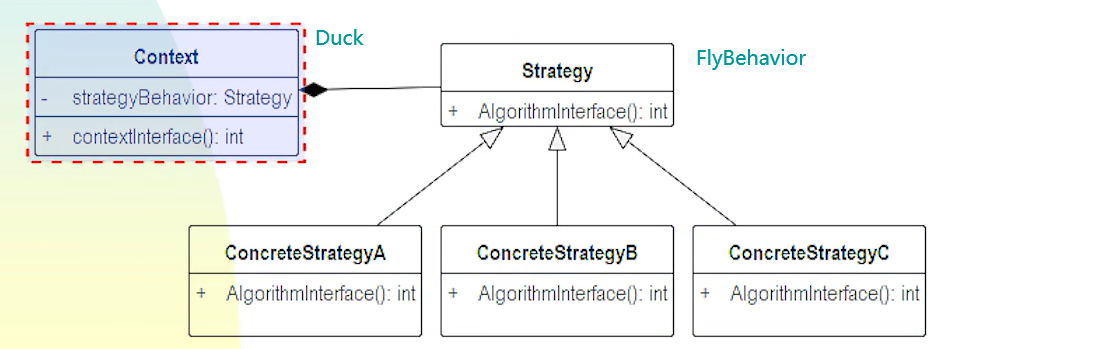 Duck
Context
- strategyBehavior: Strategy
+ contextInterface(): int
FlyBehavior
Strategy
+ AlgorithmInterface(): int
ConcreteStrategyA
+ AlgorithmInterface(): int
ConcreteStrategyB
+ AlgorithmInterface(): int
ConcreteStrategyC
+ AlgorithmInterface(): int